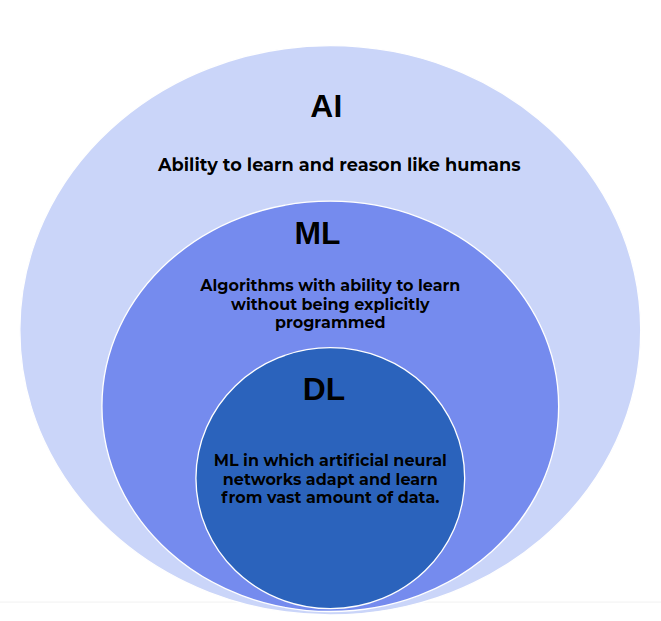 AI
Ability to learn and reason like humans
ML
Algorithms with ability to learn
without being explicitly
programmed
DL
ML in which artificial neural
networks adapt and learn
from vast amount of data.